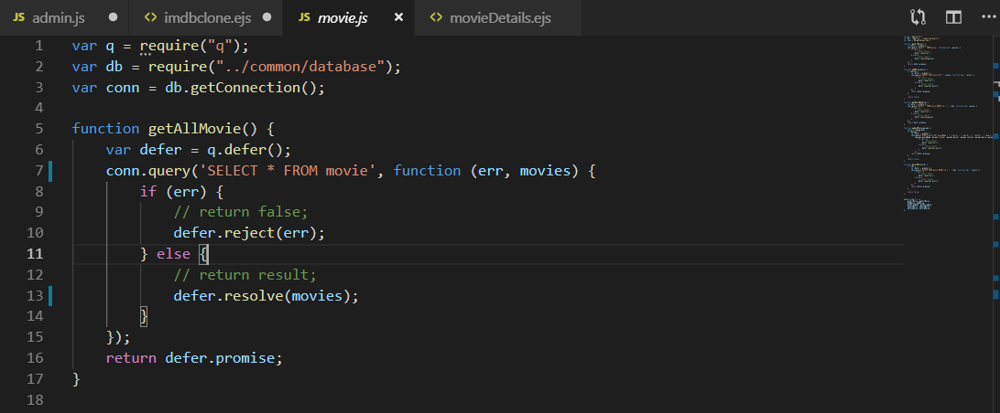 JS admin.js
<> imdbclone.ejs
JS movie.js
<> movieDetails.ejs
1 var q = require("q");
2 var db = require("../common/database");
3 var conn = db.getConnection();
4
5 function getAllMovie() {
6     var defer = q.defer();
7     conn.query('SELECT * FROM movie', function (err, movies) {
8         if (err) {
9             // return false;
10             defer.reject(err);
11         } else {
12             // return result;
13             defer.resolve(movies);
14         }
15     });
16     return defer.promise;
17 }
18